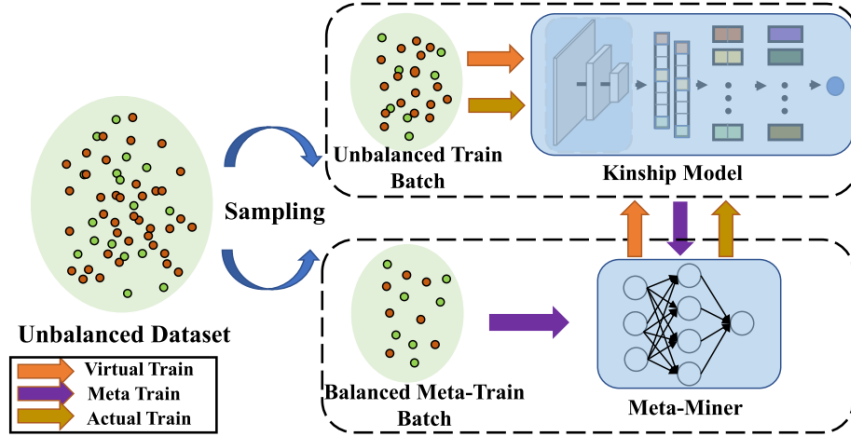 Unbalanced Train
Batch
Kinship Model
Sampling
Unbalanced Dataset
Virtual Train
Meta Train
Actual Train
Balanced Meta-Train
Batch
Meta-Miner